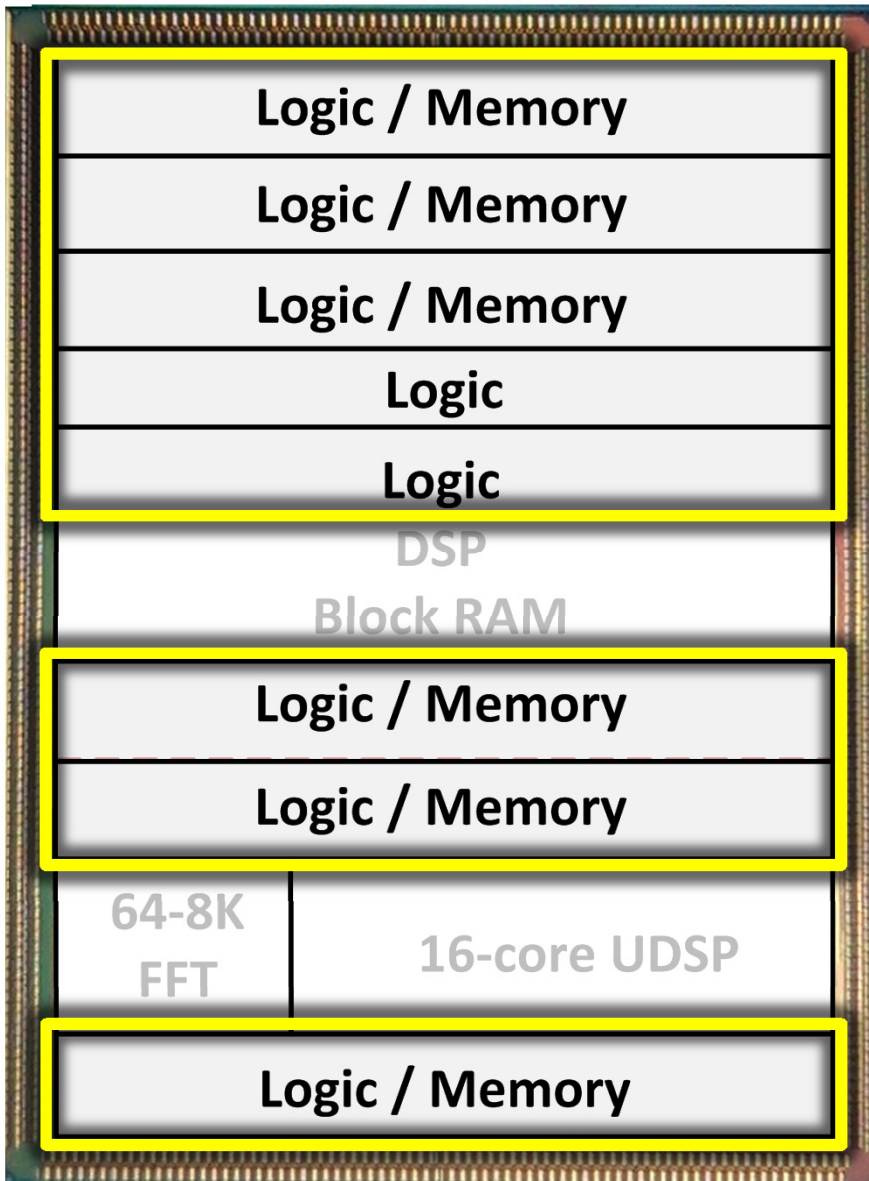 Logic / Memory
Logic / Memory
Logic / Memory
Logic
Logic
DSP
Block RAM
Logic / Memory
Logic / Memory
64-8K
FFT
16-core UDSP
Logic / Memory